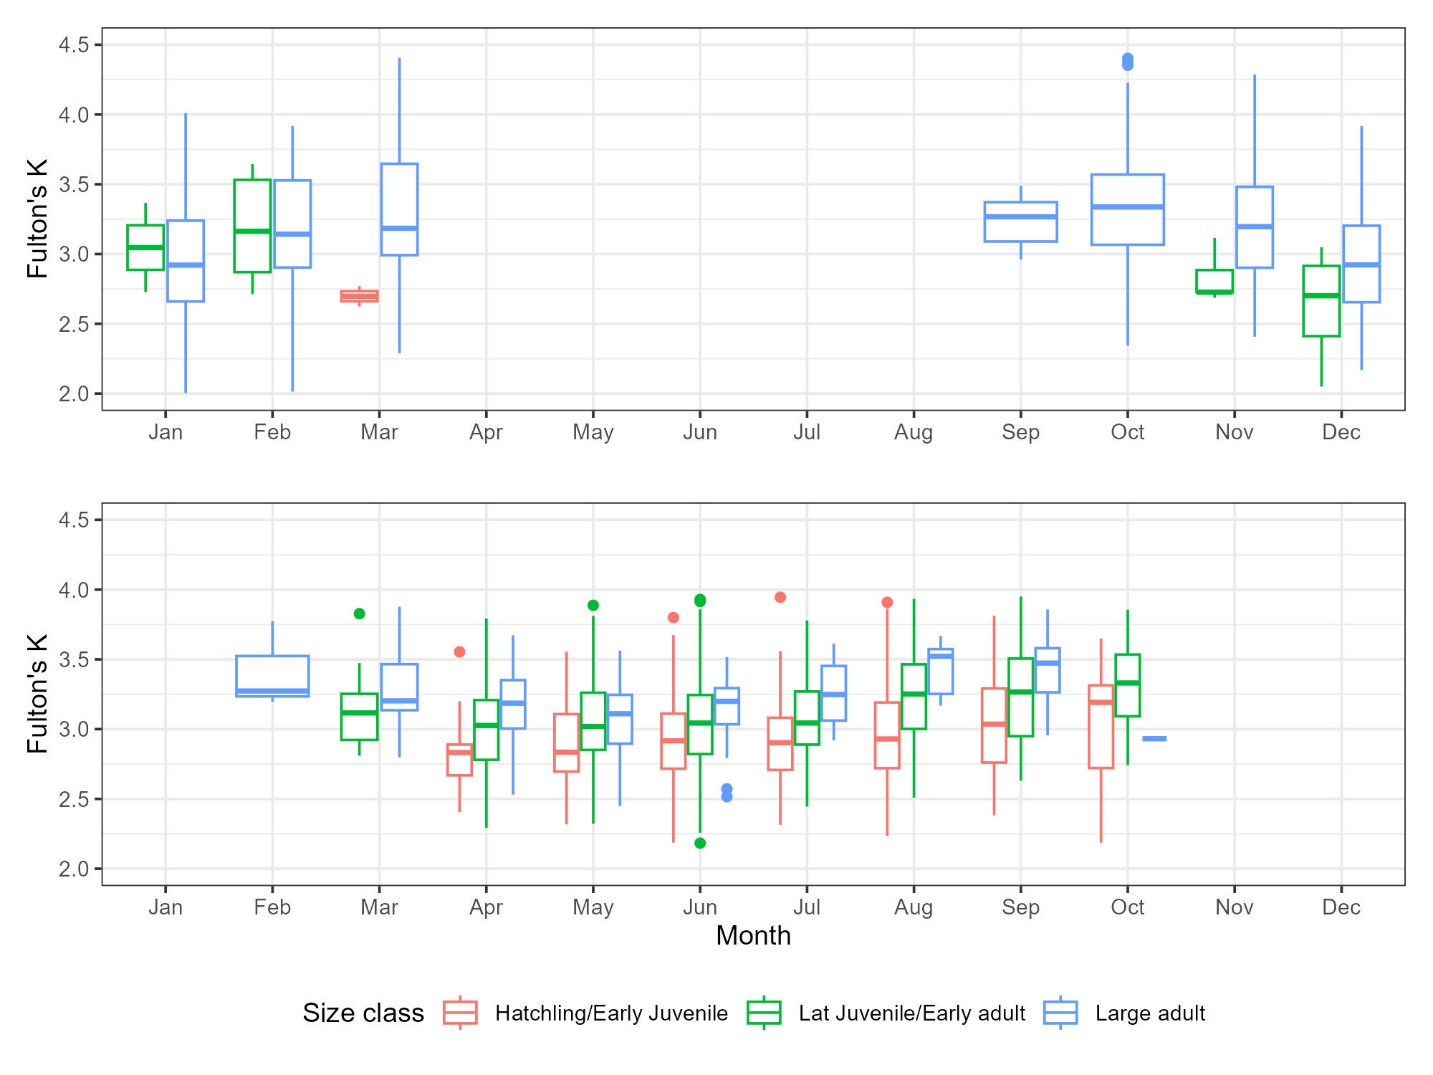 Fulton's K
4.5
4.0
3.5
3.0
2.5
2.0
Jan Feb Mar Apr May Jun Jul Aug Sep Oct Nov Dec
Fulton's K
4.5
4.0
3.5
3.0
2.5
2.0
Jan Feb Mar Apr May Jun Jul Aug Sep Oct Nov Dec
Month
Size class Hatchling/Early Juvenile Lat Juvenile/Early adult Large adult